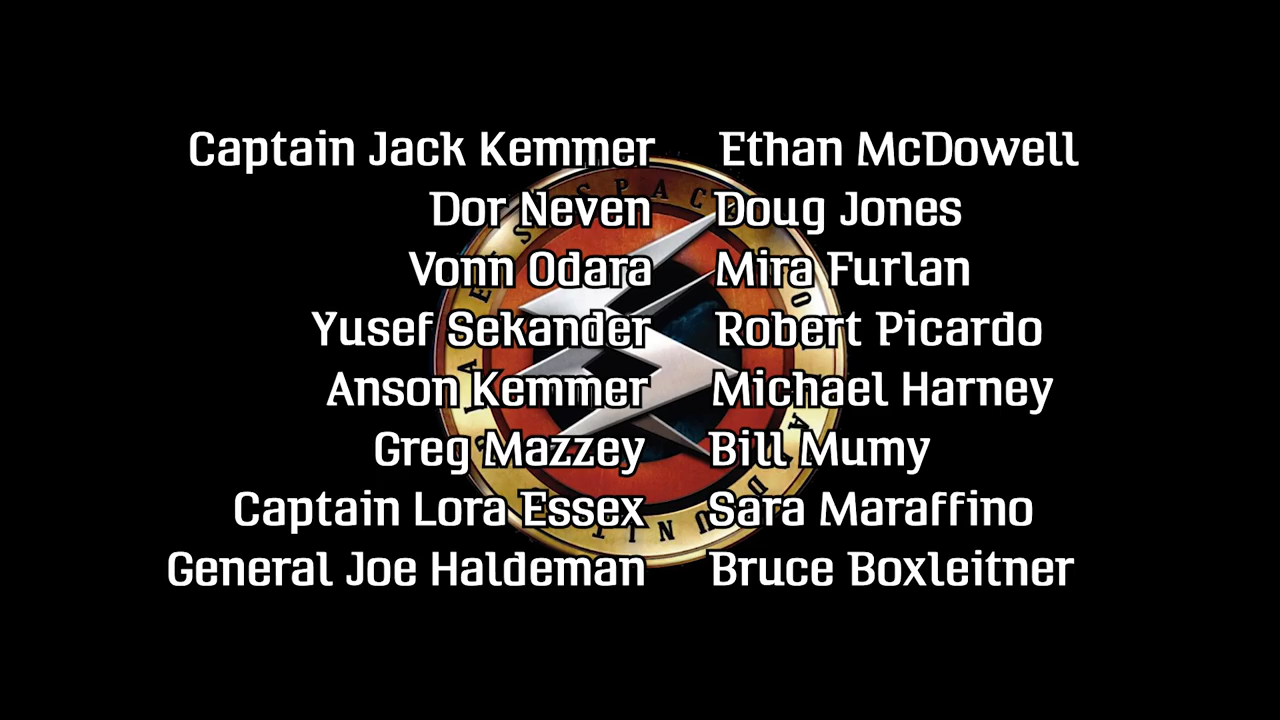 Captain Jack Kemmer Ethan McDowell
Dor Neven Doug Jones
Vonn Odara Mira Furlan
Yusef Sekander Robert Picardo
Anson Kemmer Michael Harney
Greg Mazzey Bill Mumy
Captain Lora Essex Sara Maraffino
General Joe Haldeman Bruce Boxleitner